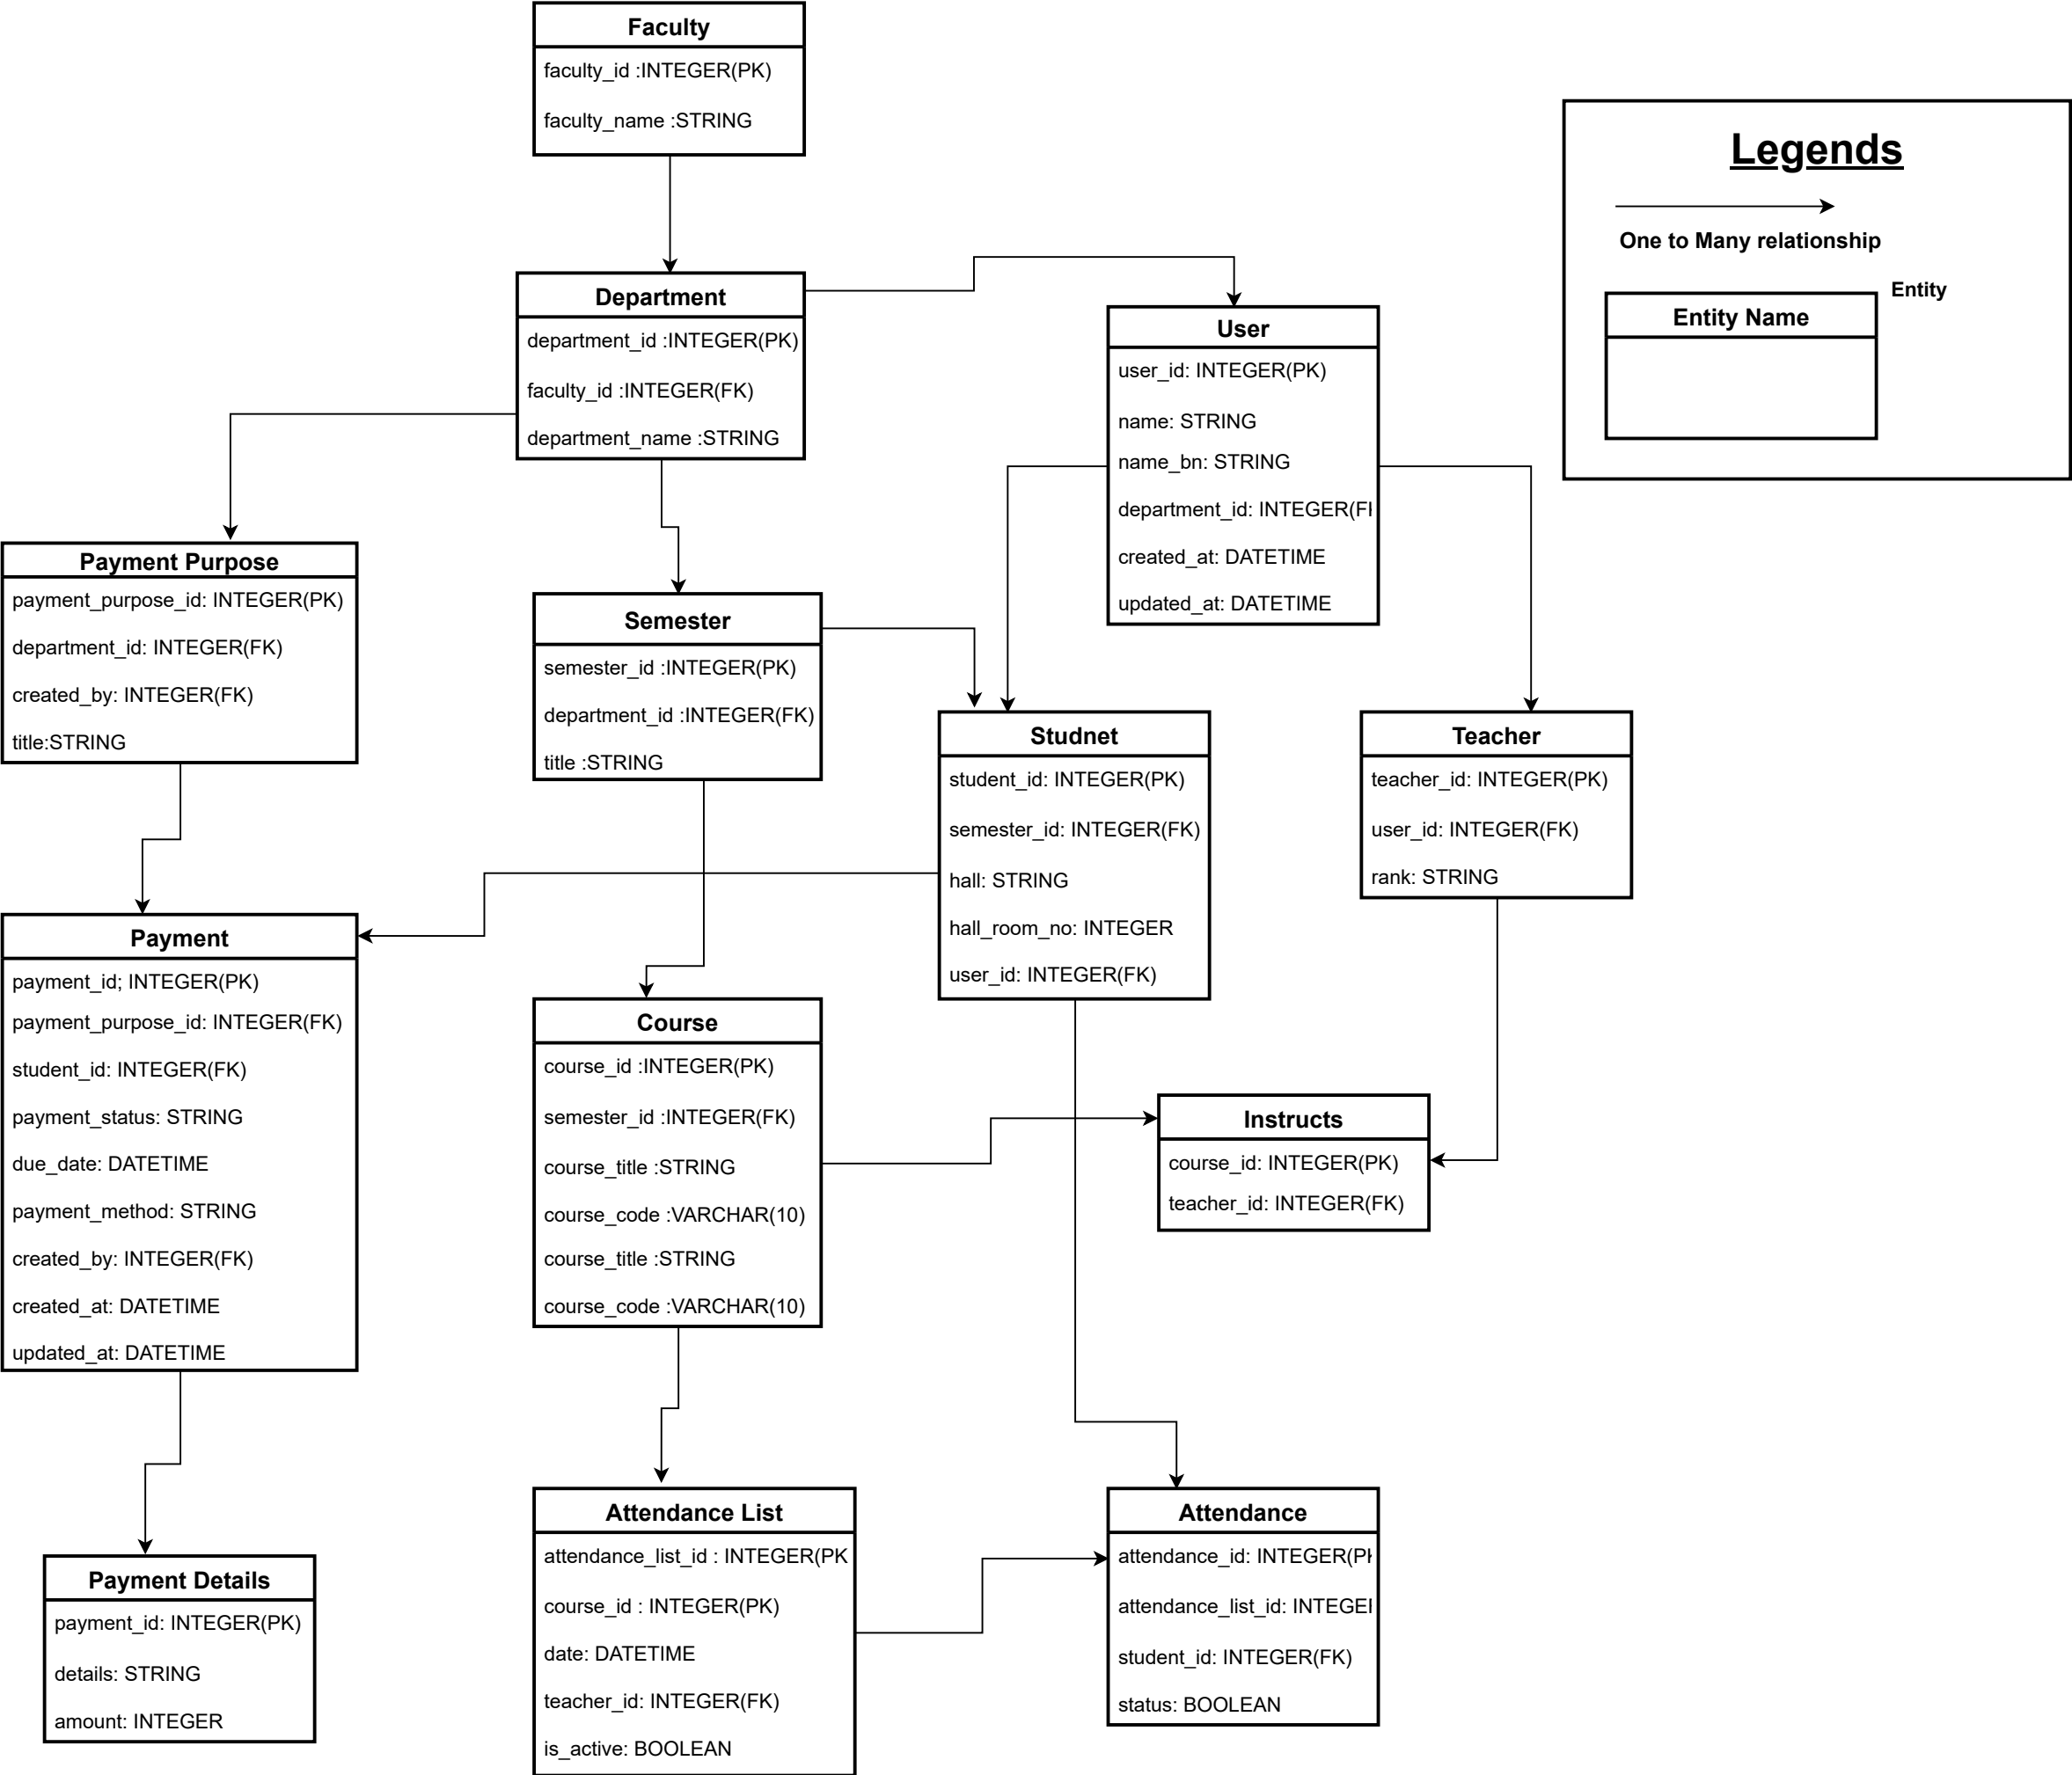 Faculty
faculty_id :INTEGER(PK)
faculty_name :STRING
Legends
One to Many relationship
Entity
Entity Name
Department
department_id :INTEGER(PK)
faculty_id :INTEGER(FK)
department_name :STRING
User
user_id: INTEGER(PK)
name: STRING
name_bn: STRING
department_id: INTEGER(F
created_at: DATETIME
updated_at: DATETIME
Payment Purpose
payment_purpose_id: INTEGER(PK)
department_id: INTEGER(FK)
created_by: INTEGER(FK)
title:STRING
Semester
semester_id :INTEGER(PK)
department_id :INTEGER(FK)
title :STRING
Studnet
student_id: INTEGER(PK)
semester_id: INTEGER(FK)
hall: STRING
hall_room_no: INTEGER
user_id: INTEGER(FK)
Teacher
teacher_id: INTEGER(PK)
user_id: INTEGER(FK)
rank: STRING
Payment
payment_id; INTEGER(PK)
payment_purpose_id: INTEGER(FK)
student_id: INTEGER(FK)
payment_status: STRING
due_date: DATETIME
payment_method: STRING
created_by: INTEGER(FK)
created_at: DATETIME
updated_at: DATETIME
Course
course_id :INTEGER(PK)
semester_id :INTEGER(FK)
course_title :STRING
course_code :VARCHAR(10)
course_title :STRING
course_code :VARCHAR(10)
Instructs
course_id: INTEGER(PK)
teacher_id: INTEGER(FK)
Payment Details
payment_id: INTEGER(PK)
details: STRING
amount: INTEGER
Attendance List
attendance_list_id : INTEGER(PK
course_id : INTEGER(PK)
date: DATETIME
teacher_id: INTEGER(FK)
is_active: BOOLEAN
Attendance
attendance_id: INTEGER(P
attendance_list_id: INTEGE
student_id: INTEGER(FK)
status: BOOLEAN